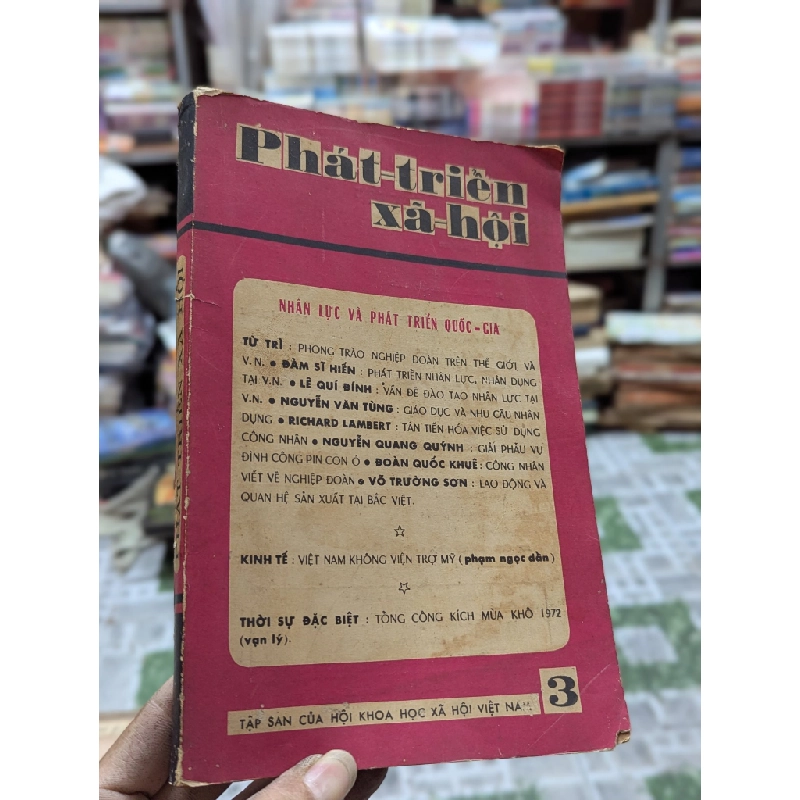 Phát-triển
xã-hội
NHÂN LỰC VÀ PHÁT TRIỂN QUỐC-GIA
TỪ TRÌ : PHONG TRÀO NGHIỆP ĐOÀN TRÊN THẾ GIỚI VÀ
V.N. • ĐÀM SĨ HIẾN : PHÁT TRIỂN NHÂN LỰC, NHÂN DỤNG
TẠI V.N. • LÊ QUÍ ĐÍNH : VẤN ĐỀ ĐÀO TẠO NHÂN LỰC TẠI
V.N. • NGUYỄN VĂN TÙNG : GIÁO DỤC VÀ NHU CẦU NHÂN
DỤNG • RICHARD LAMBERT : TÂN TIẾN HÓA VIỆC SỬ DỤNG
CÔNG NHÂN • NGUYỄN QUANG QUÝNH : GIẢI PHẪU VỤ
ĐÌNH CÔNG PIN CON Ó • ĐOÀN QUỐC KHUÊ : CÔNG NHÂN
VIẾT VỀ NGHIỆP ĐOÀN • VÕ TRƯỜNG SƠN : LAO ĐỘNG VÀ
QUAN HỆ SẢN XUẤT TẠI BẮC VIỆT.
KINH TẾ : VIỆT NAM KHÔNG VIỆN TRỢ MỸ (phạm ngọc dần)
THỜI SỰ ĐẶC BIỆT : TỔNG CÔNG KÍCH MÙA KHÔ 1972
(vạn lý).
TẬP SAN CỦA HỘI KHOA HỌC XÃ HỘI VIỆT NAM
3